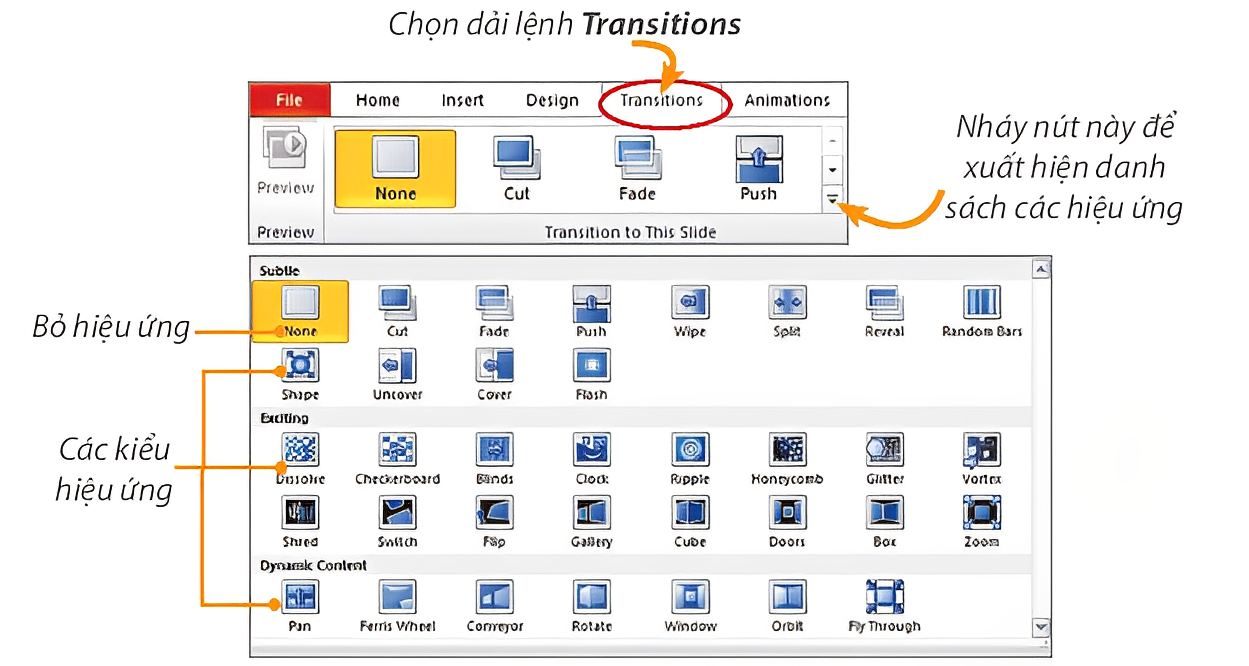 Chọn dải lệnh Transitions
File Home Insert Design Transitions Animations
Preview
None Cut Fade Push
Preview Transition to This Slide
Nháy nút này để
xuất hiện danh
sách các hiệu ứng
Subtle
None Cut Fade Push Wipe Split Reveal Random Bars
Shape Uncover Cover Flash
Exciting
Dissolve Checkerboard Blinds Clock Ripple Honeycomb Glitter Vortex
Shred Switch Flip Gallery Cube Doors Box Zoom
Dynamic Content
Pan Ferris Wheel Conveyor Rotate Window Orbit Fly Through
Bỏ hiệu ứng
Các kiểu
hiệu ứng